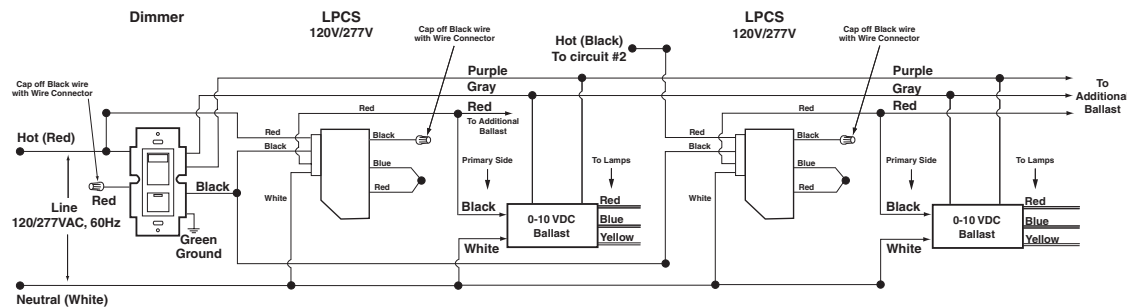 Dimmer
LPCS
120V/277V
Cap off Black wire
with Wire Connector
Hot (Black)
To circuit #2
LPCS
120V/277V
Cap off Black wire
with Wire Connector
Purple
Gray
Purple
Gray
To
Additional
Ballast
Cap off Black wire
with Wire Connector
Red
Red
To Additional
Ballast
Red
Red
Hot (Red)
Red
Black
Black
Blue
Red
White
Primary Side
To Lamps
Red
Black
Black
Blue
Red
White
Primary Side
To Lamps
Red
Black
Line
120/277VAC, 60Hz
Green
Ground
Black
White
0-10 VDC
Ballast
Red
Blue
Yellow
Black
White
0-10 VDC
Ballast
Red
Blue
Yellow
Neutral (White)